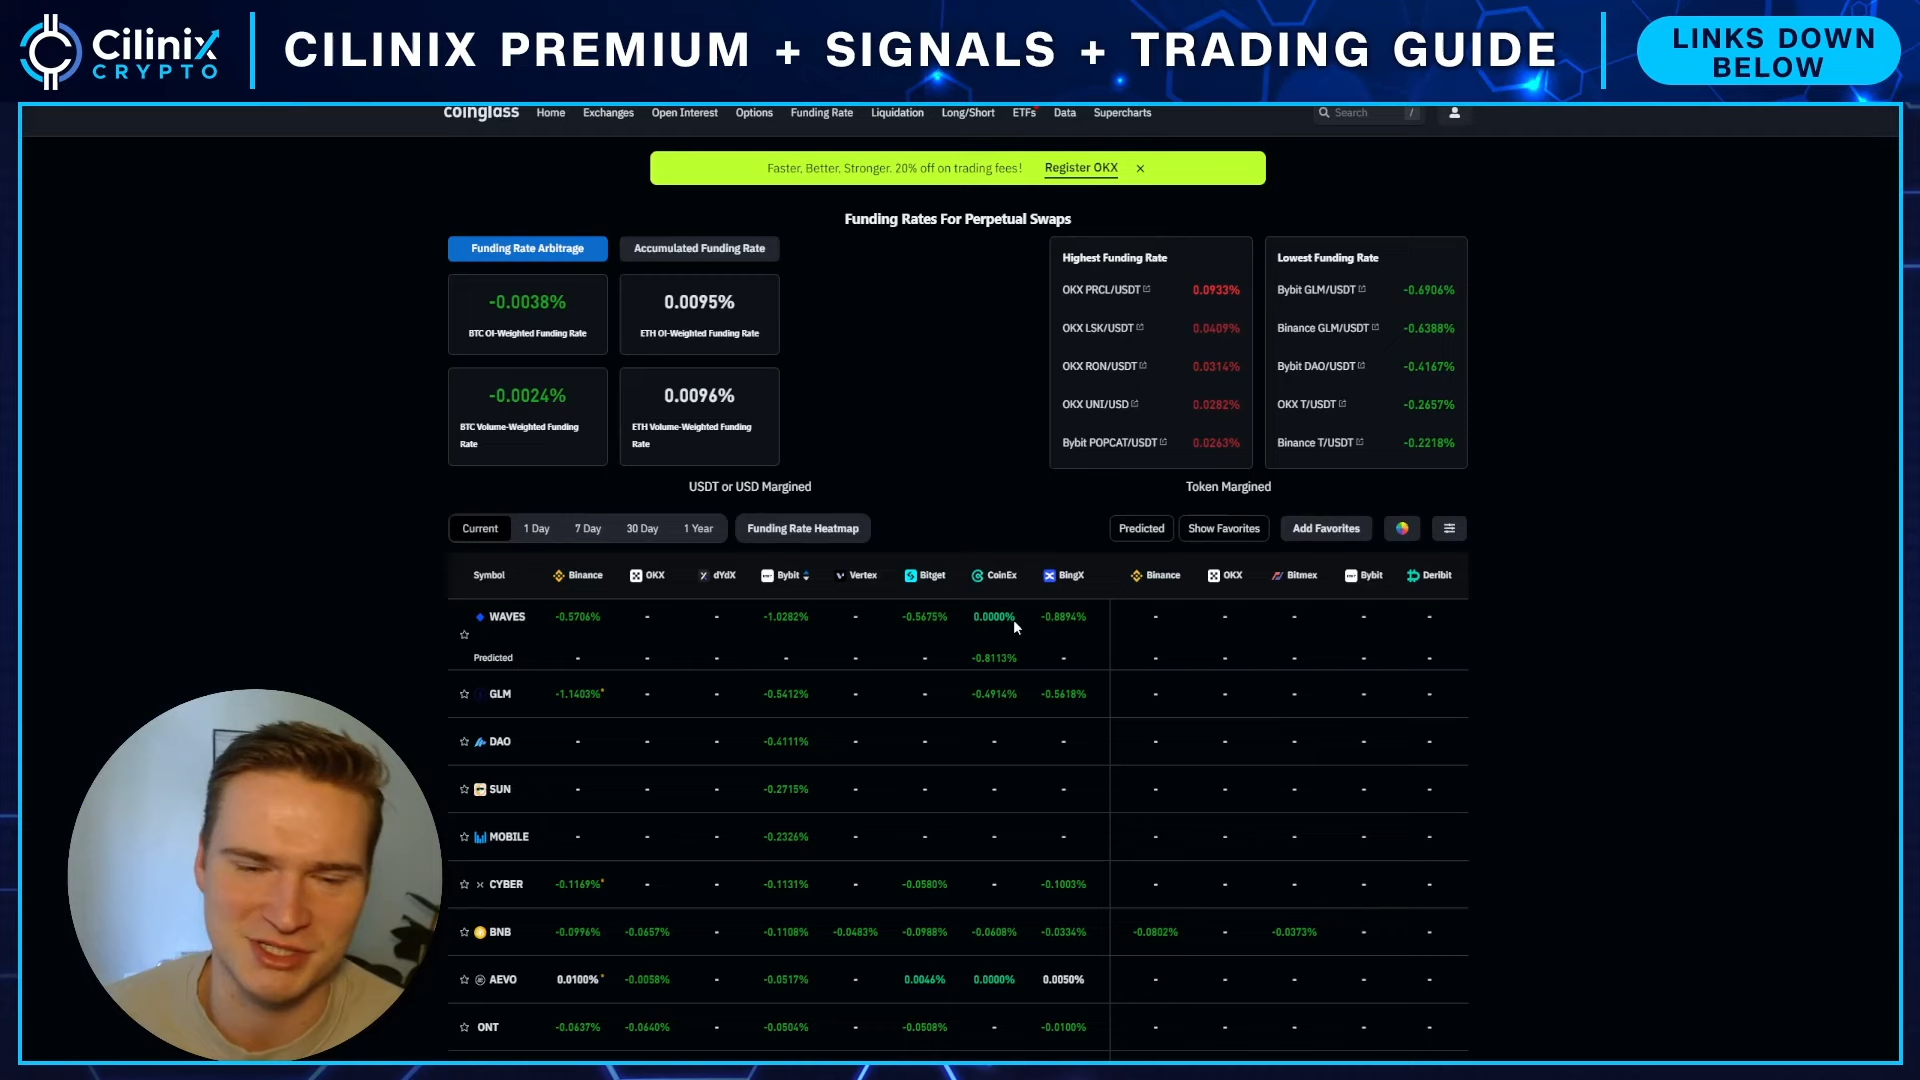 Cilinix
CRYPTO
CILINIX PREMIUM + SIGNALS + TRADING GUIDE
LINKS DOWN
BELOW
coinglass Home Exchanges Open Interest Options Funding Rate Liquidation Long/Short ETFs Data Supercharts Search /
Faster, Better, Stronger. 20% off on trading fees! Register OKX ×
Funding Rates For Perpetual Swaps
Funding Rate Arbitrage Accumulated Funding Rate
-0.0038%
BTC OI-Weighted Funding Rate
0.0095%
ETH OI-Weighted Funding Rate
-0.0024%
BTC Volume-Weighted Funding
Rate
0.0096%
ETH Volume-Weighted Funding
Rate
Highest Funding Rate
OKX PRCL/USDT 0.0933%
OKX LSK/USDT 0.0409%
OKX RON/USDT 0.0314%
OKX UNI/USD 0.0282%
Bybit POPCAT/USDT 0.0263%
Lowest Funding Rate
Bybit GLM/USDT -0.6906%
Binance GLM/USDT -0.6388%
Bybit DAO/USDT -0.4167%
OKX T/USDT -0.2657%
Binance T/USDT -0.2218%
USDT or USD Margined Token Margined
Current 1 Day 7 Day 30 Day 1 Year Funding Rate Heatmap Predicted Show Favorites Add Favorites
Symbol Binance OKX dYdX Bybit Vertex Bitget CoinEx BingX Binance OKX Bitmex Bybit Deribit
WAVES -0.5706% - - -1.0282% - -0.5675% 0.0000% -0.8894% - - - - -
Predicted - - - - - - -0.8113% - - - - - -
GLM -1.1403%* - - -0.5412% - - -0.4914% -0.5618% - - - - -
DAO - - - -0.4111% - - - - - - - - -
SUN - - - -0.2715% - - - - - - - - -
MOBILE - - - -0.2326% - - - - - - - - -
CYBER -0.1169%* - - -0.1131% - -0.0580% - -0.1003% - - - - -
BNB -0.0996% -0.0657% - -0.1108% -0.0483% -0.0988% -0.0608% -0.0334% -0.0802% - -0.0373% - -
AEVO 0.0100%* -0.0058% - -0.0517% - 0.0046% 0.0000% 0.0050% - - - - -
ONT -0.0637% -0.0640% - -0.0504% - -0.0508% - -0.0100% - - - - -